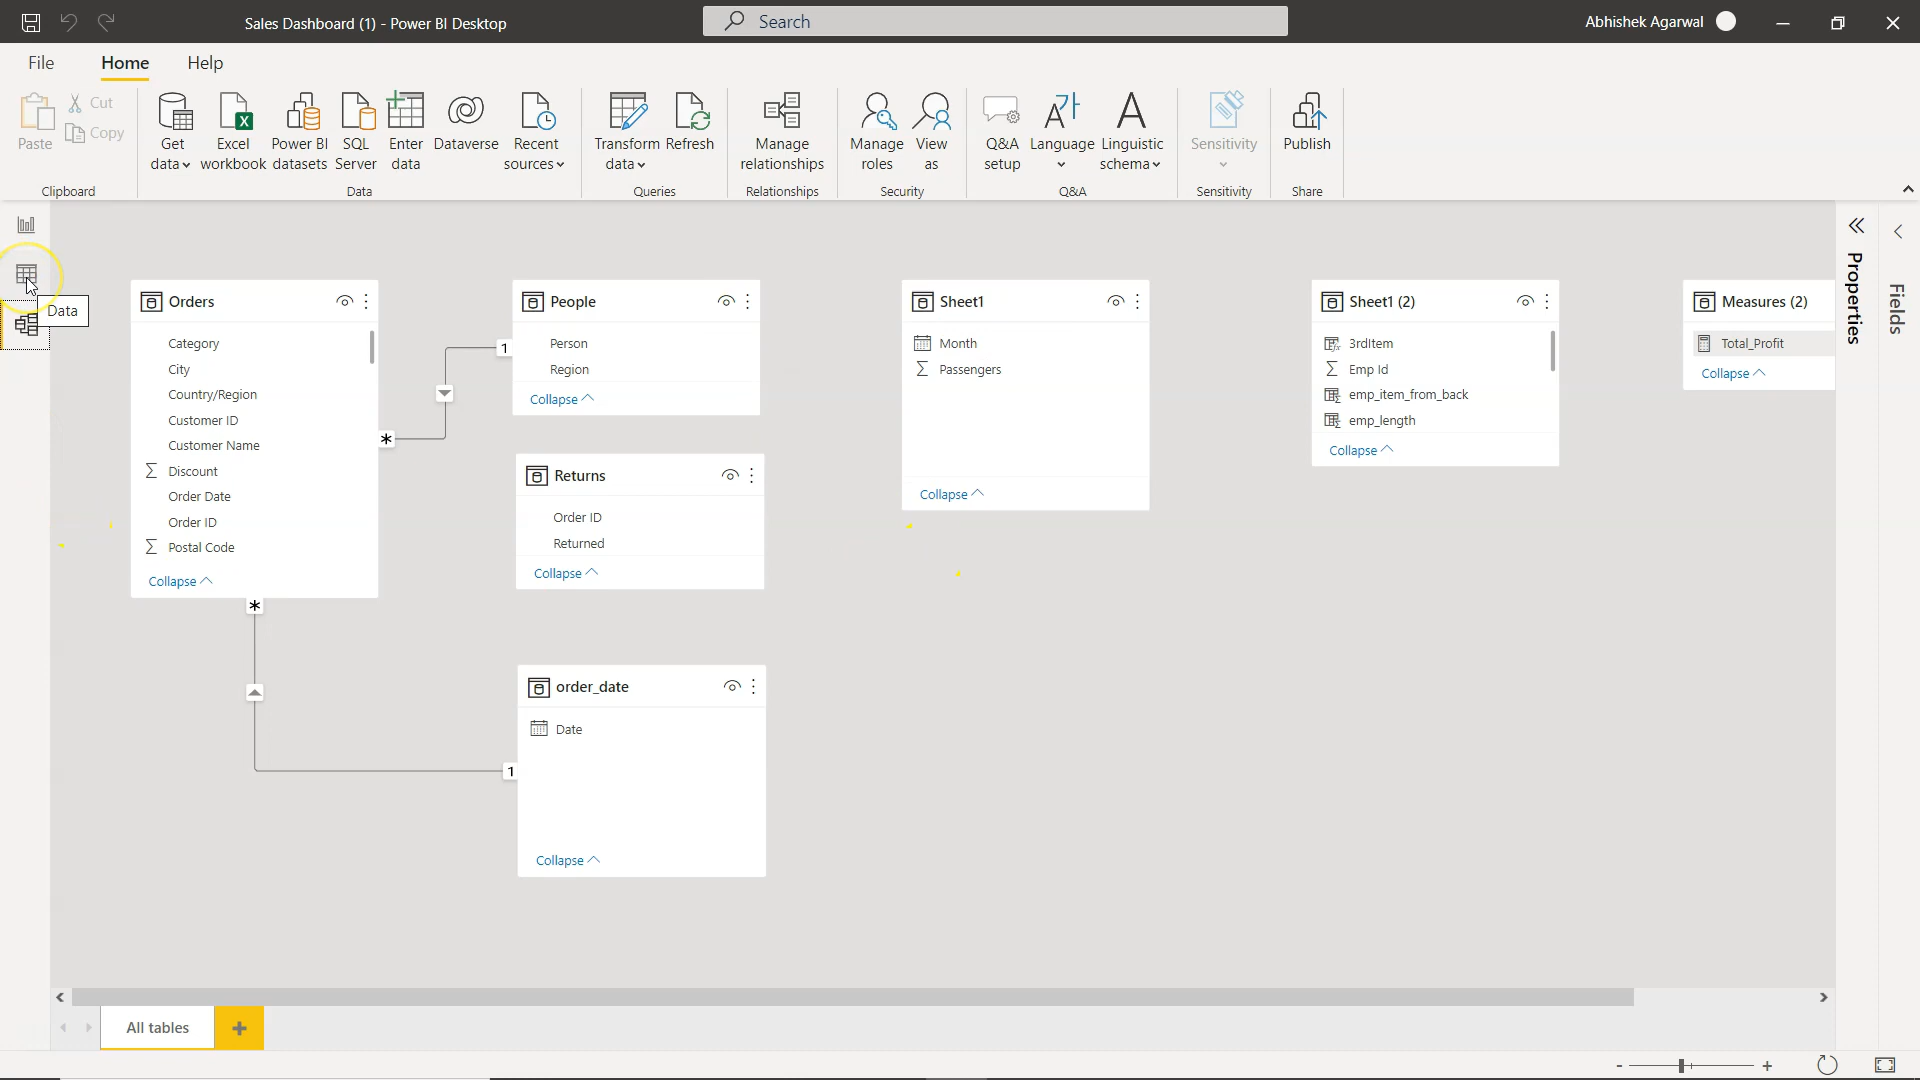 Sales Dashboard (1) - Power BI Desktop
Search
Abhishek Agarwal
File
Home
Help
Paste
Cut
Copy
Clipboard
Get
data
Excel
workbook
Power BI
datasets
SQL
Server
Enter
data
Dataverse
Recent
sources
Data
Transform
data
Refresh
Queries
Manage
relationships
Relationships
Manage
roles
View
as
Security
Q&A
setup
Language
Linguistic
schema
Q&A
Sensitivity
Sensitivity
Publish
Share
Data
Orders
Category
City
Country/Region
Customer ID
Customer Name
Discount
Order Date
Order ID
Postal Code
Collapse
*
*
1
1
People
Person
Region
Collapse
Returns
Order ID
Returned
Collapse
order_date
Date
Collapse
Sheet1
Month
Passengers
Collapse
Sheet1 (2)
3rdItem
Emp Id
emp_item_from_back
emp_length
Collapse
Measures (2)
Total_Profit
Collapse
Properties
Fields
All tables